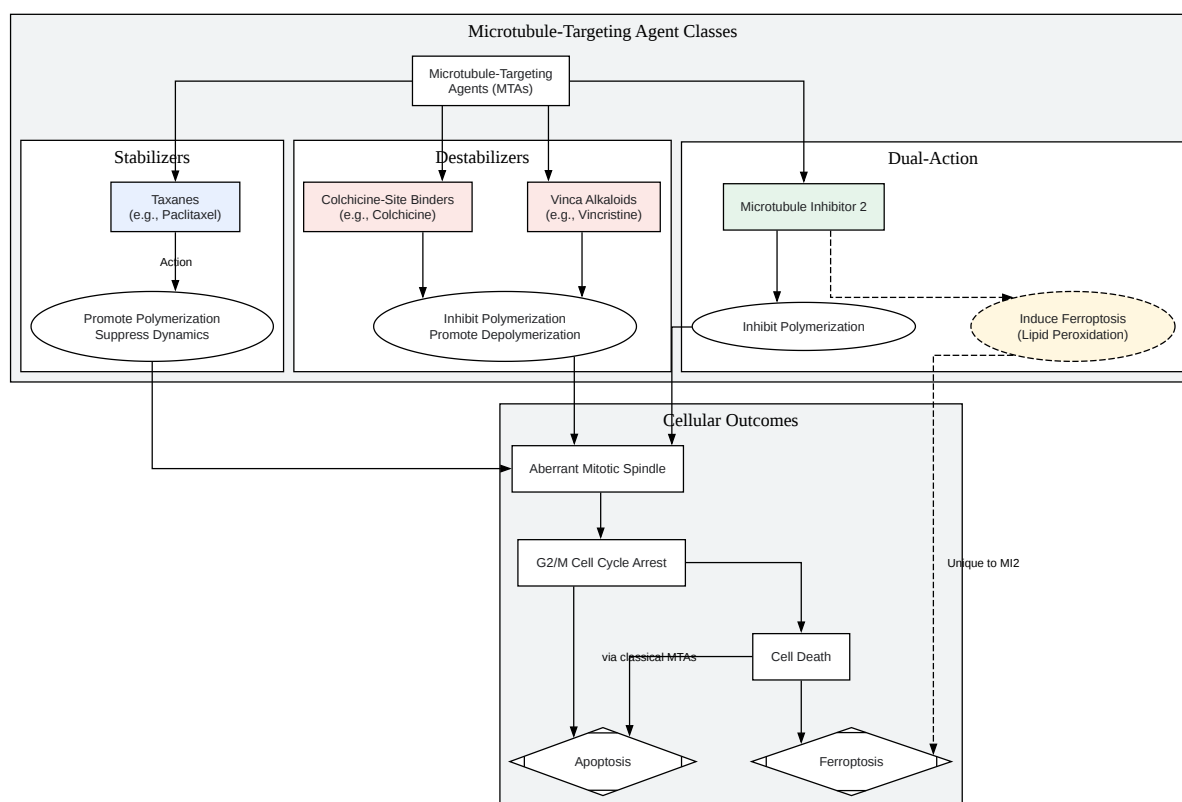 Microtubule-Targeting Agent Classes
Microtubule-Targeting
Agents (MTAs)
Stabilizers
Destabilizers
Dual-Action
Taxanes
(e.g., Paclitaxel)
Colchicine-Site Binders
(e.g., Colchicine)
Vinca Alkaloids
(e.g., Vincristine)
Microtubule Inhibitor 2
Action
Promote Polymerization
Suppress Dynamics
Inhibit Polymerization
Promote Depolymerization
Inhibit Polymerization
Induce Ferroptosis
(Lipid Peroxidation)
Cellular Outcomes
Aberrant Mitotic Spindle
G2/M Cell Cycle Arrest
Unique to MI2
via classical MTAs
Cell Death
Apoptosis
Ferroptosis